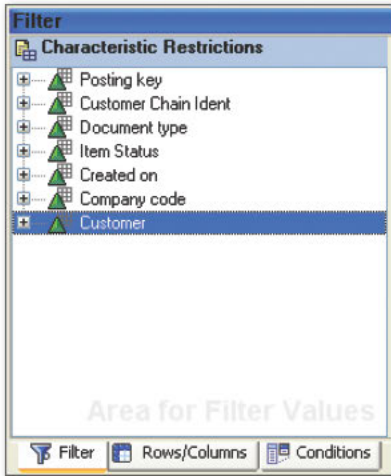 Filter
Characteristic Restrictions
Posting key
Customer Chain Ident
Document type
Item Status
Created on
Company code
Customer
Area for Filter Values
Filter Rows/Columns Conditions